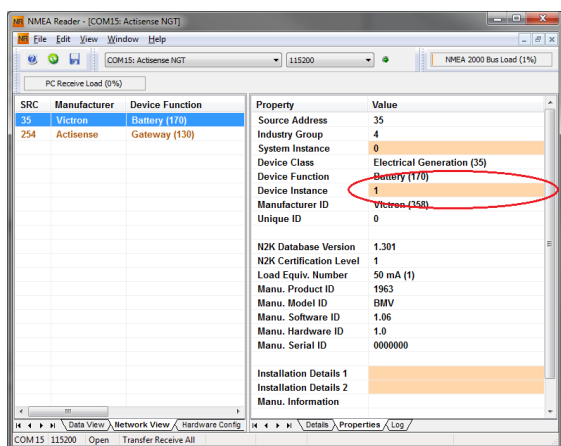 NMEA Reader - [COM15: Actisense NGT]
File Edit View Window Help
COM15: Actisense NGT 115200 NMEA 2000 Bus Load (1%)
PC Receive Load (0%)
SRC Manufacturer Device Function
35 Victron Battery (170)
254 Actisense Gateway (130)
Property Value
Source Address 35
Industry Group 4
System Instance 0
Device Class Electrical Generation (35)
Device Function Battery (170)
Device Instance 1
Manufacturer ID Victron (358)
Unique ID 0
N2K Database Version 1.301
N2K Certification Level 1
Load Equiv. Number 50 mA (1)
Manu. Product ID 1963
Manu. Model ID BMV
Manu. Software ID 1.06
Manu. Hardware ID 1.0
Manu. Serial ID 0000000
Installation Details 1
Installation Details 2
Manu. Information
Data View Network View Hardware Config Details Properties Log
COM 15 115200 Open Transfer Receive All